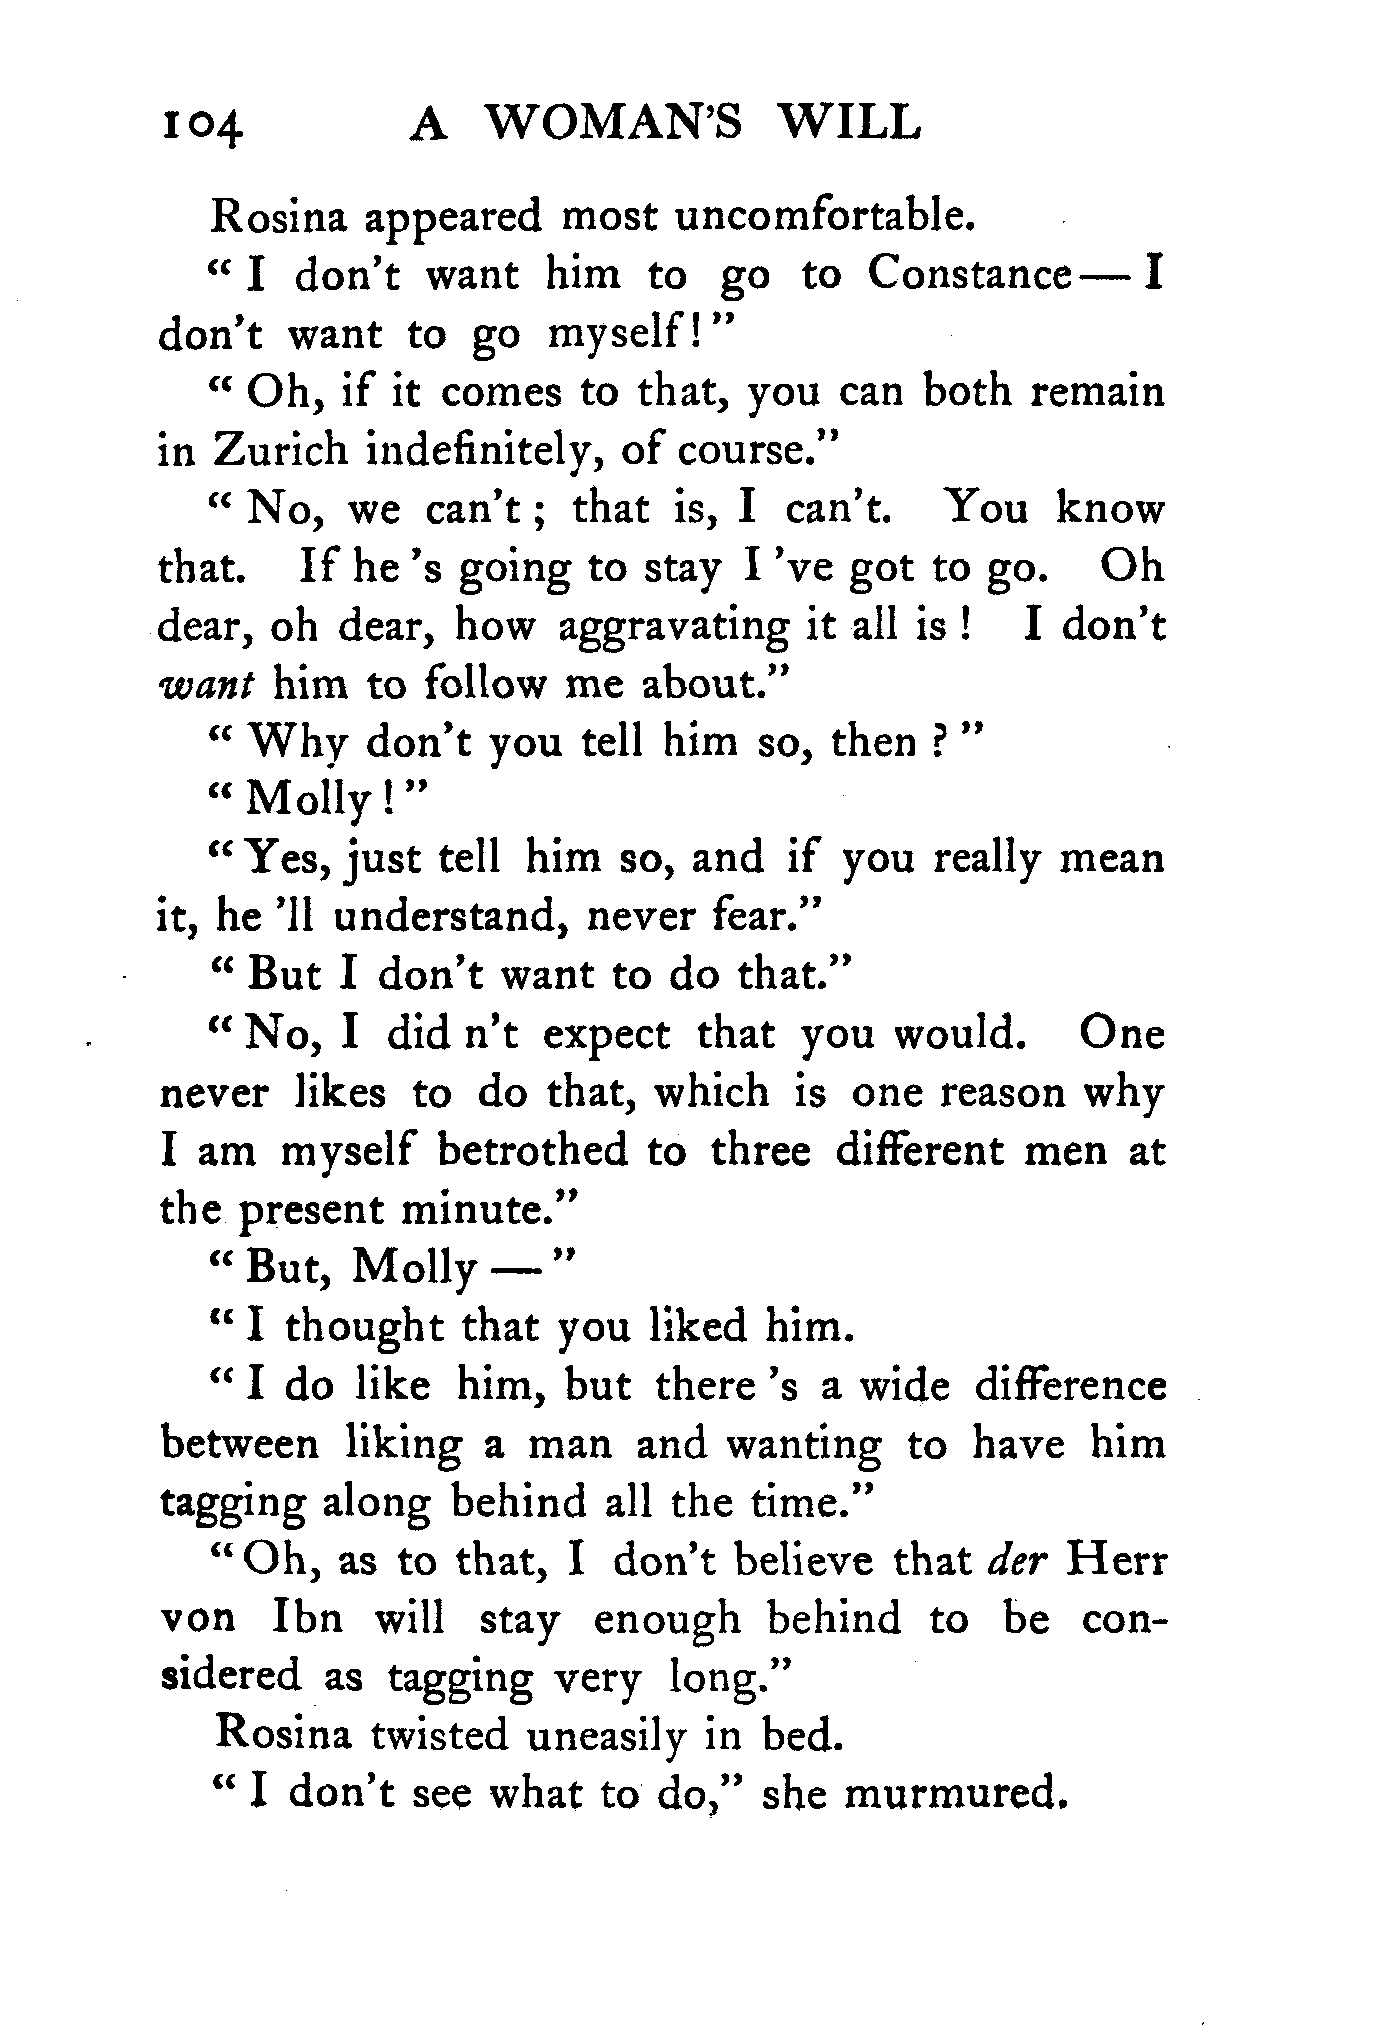 104 A WOMAN'S WILL
Rosina appeared most uncomfortable.
“ I don't want him to go to Constance— I
don't want to go myself! ”
“ Oh, if it comes to that, you can both remain
in Zurich indefinitely, of course.”
“ No, we can't ; that is, I can't. You know
that. If he 's going to stay I 've got to go. Oh
dear, oh dear, how aggravating it all is ! I don't
want him to follow me about.”
“ Why don't you tell him so, then ? ”
“ Molly ! ”
“ Yes, just tell him so, and if you really mean
it, he 'll understand, never fear.”
“ But I don't want to do that.”
“ No, I did n't expect that you would. One
never likes to do that, which is one reason why
I am myself betrothed to three different men at
the present minute.”
“ But, Molly — ”
“ I thought that you liked him.
“ I do like him, but there 's a wide difference
between liking a man and wanting to have him
tagging along behind all the time.”
“ Oh, as to that, I don't believe that der Herr
von Ibn will stay enough behind to be con-
sidered as tagging very long.”
Rosina twisted uneasily in bed.
“ I don't see what to do,” she murmured.